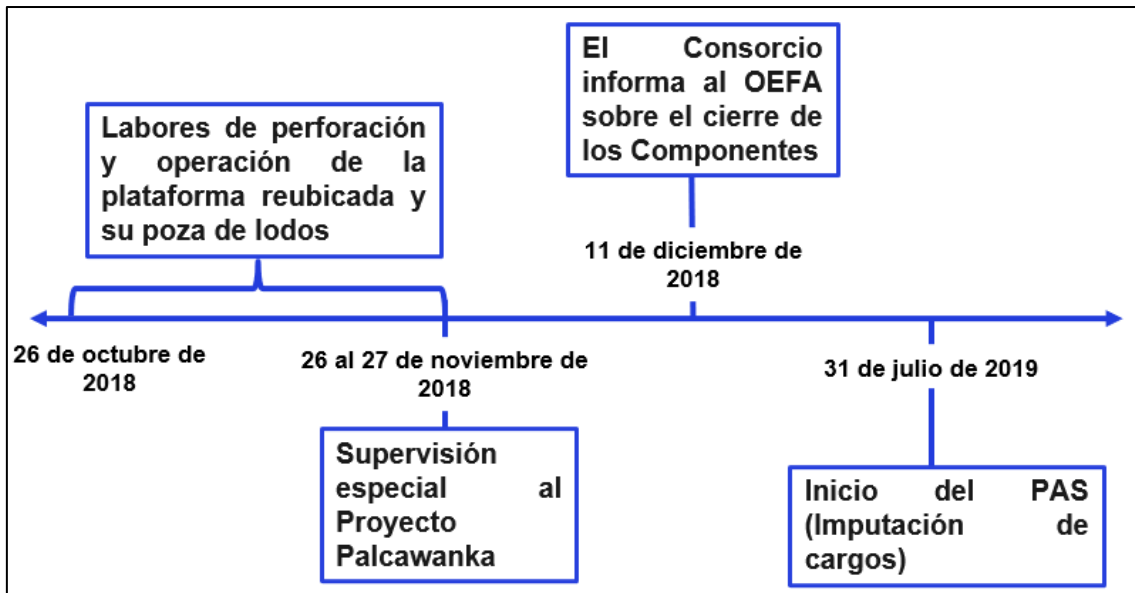 El Consorcio
informa al OEFA
sobre el cierre de
los Componentes
Labores de perforación
y operación de la
plataforma reubicada y
su poza de lodos
11 de diciembre de
2018
26 de octubre de
2018
26 al 27 de noviembre de
2018
31 de julio de 2019
Supervisión
especial al
Proyecto
Palcawanka
Inicio del PAS
(Imputación de
cargos)